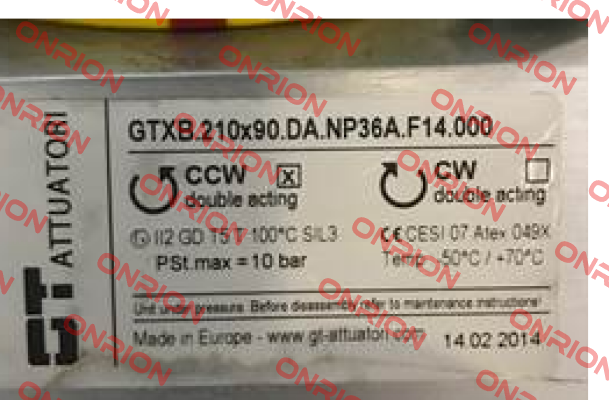 GT ATTUATORI
GTXB.210x90.DA.NP36A.F14.000
CCW x CW
double acting double acting
II2 GD T5 T 100°C SIL3 CE CESI 07 Atex 049X
PSt.max = 10 bar Temp. -50°C / +70°C
Unit under pressure. Before disassembly refer to maintenance instructions!
Made in Europe - www.gt-attuatori.com 14 02 2014
ONRION